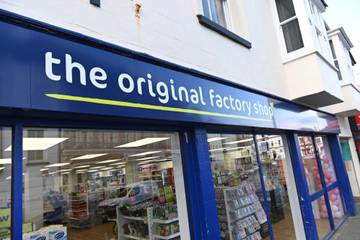 the original factory shop